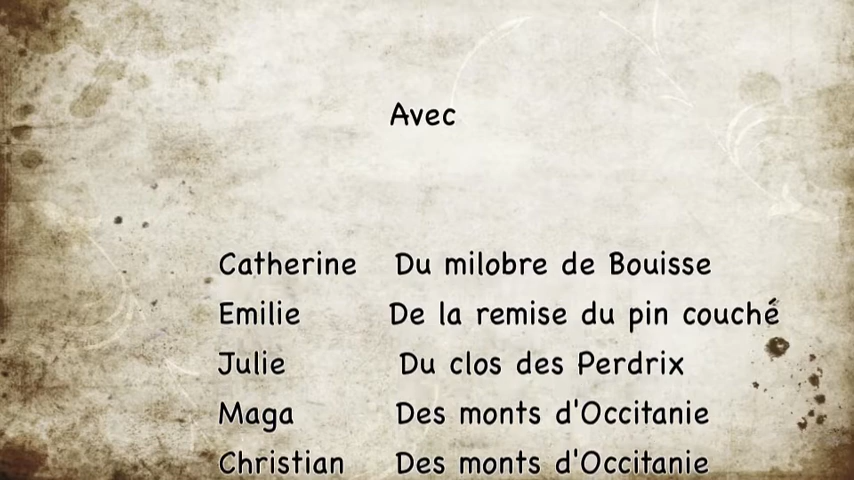 Avec
Catherine Du milobre de Bouisse
Emilie De la remise du pin couché
Julie Du clos des Perdrix
Maga Des monts d'Occitanie
Christian Des monts d'Occitanie